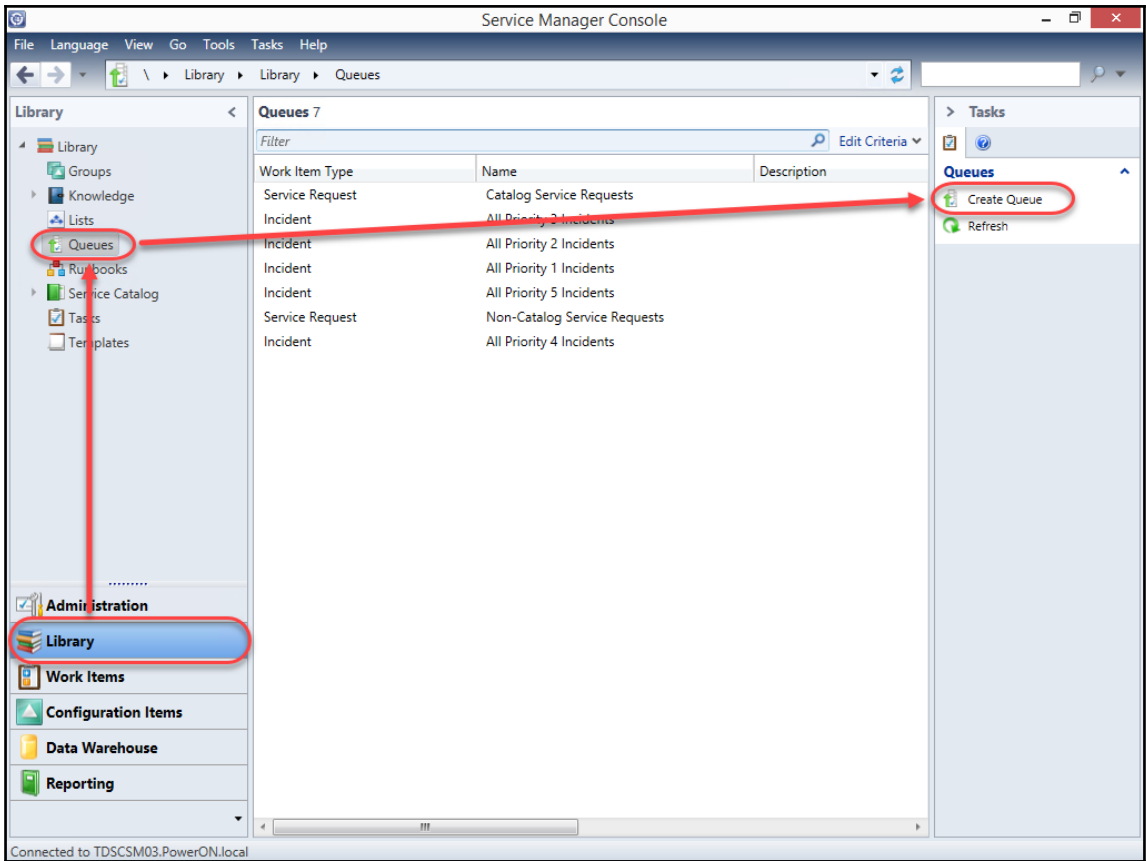 Service Manager Console
File Language View Go Tools Tasks Help
\ Library Library Queues
Library
Library
Groups
Knowledge
Lists
Queues
Runbooks
Service Catalog
Tasks
Templates
Administration
Library
Work Items
Configuration Items
Data Warehouse
Reporting
Queues 7
Filter Edit Criteria
Work Item Type Name Description
Service Request Catalog Service Requests
Incident All Priority 3 Incidents
Incident All Priority 2 Incidents
Incident All Priority 1 Incidents
Incident All Priority 5 Incidents
Service Request Non-Catalog Service Requests
Incident All Priority 4 Incidents
Tasks
Queues
Create Queue
Refresh
Connected to TDSCSM03.PowerON.local